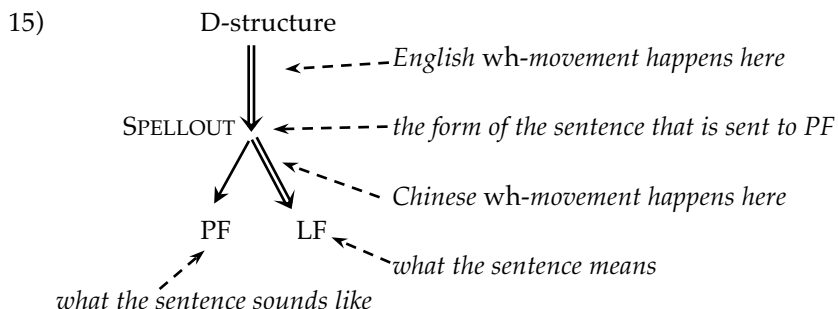 15) D-structure
English wh-movement happens here
SPELLOUT the form of the sentence that is sent to PF
Chinese wh-movement happens here
PF LF
what the sentence means
what the sentence sounds like